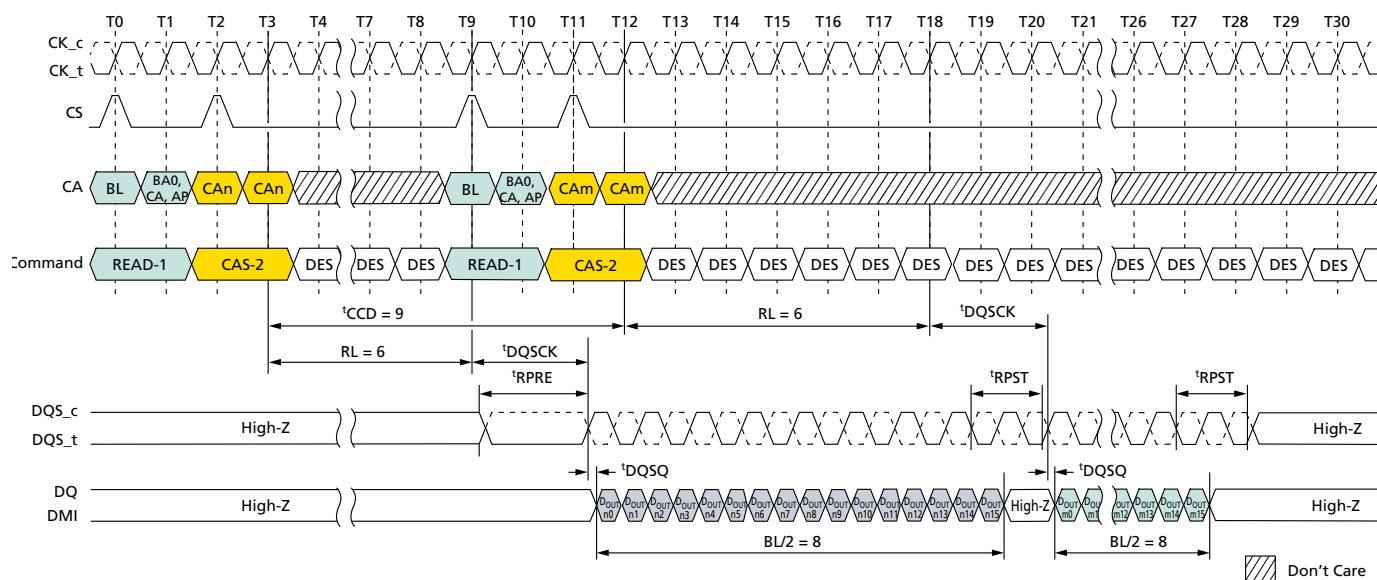 T0 T1 T2 T3 T4 T7 T8 T9 T10 T11 T12 T13 T14 T15 T16 T17 T18 T19 T20 T21 T26 T27 T28 T29 T30
CK_c
CK_t
CS
CA
BL
BA0, CA, AP
CAn
CAn
BL
BA0, CA, AP
CAm
CAm
Command
READ-1 CAS-2 DES DES DES READ-1 CAS-2 DES DES DES DES DES DES DES DES DES DES DES DES DES DES
tCCD = 9 RL = 6 tDQSCK
RL = 6 tDQSCK
tRPRE tRPST tRPST
DQS_c
DQS_t
High-Z High-Z
tDQSQ tDQSQ
DQ
DMI
High-Z
DOUT n0 DOUT n1 DOUT n2 DOUT n3 DOUT n4 DOUT n5 DOUT n6 DOUT n7 DOUT n8 DOUT n9 DOUT n10 DOUT n11 DOUT n12 DOUT n13 DOUT n14 DOUT n15
High-Z
DOUT m0 DOUT m1 DOUT m12 DOUT m13 DOUT m14 DOUT m15
High-Z
BL/2 = 8 BL/2 = 8
Don't Care